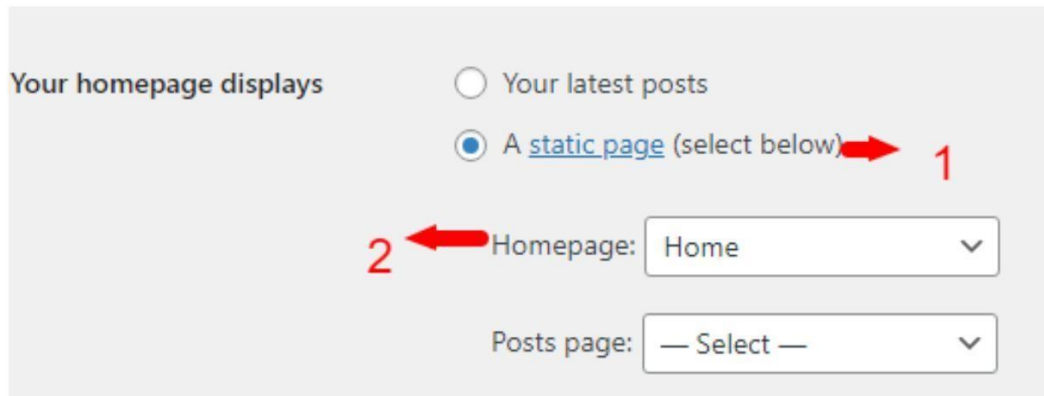 Your homepage displays Your latest posts
A static page (select below) 1
2 Homepage: Home
Posts page: — Select —